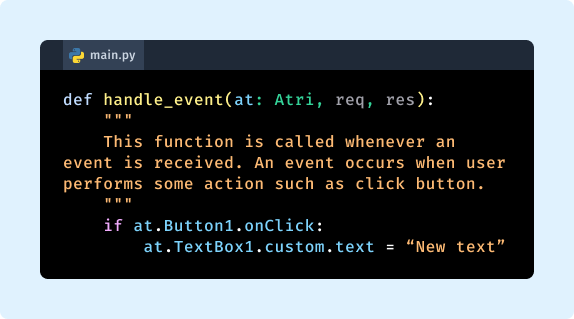 main.py
def handle_event(at: Atri, req, res):
"""
This function is called whenever an
event is received. An event occurs when user
performs some action such as click button.
"""
if at.Button1.onClick:
at.TextBox1.custom.text = “New text”